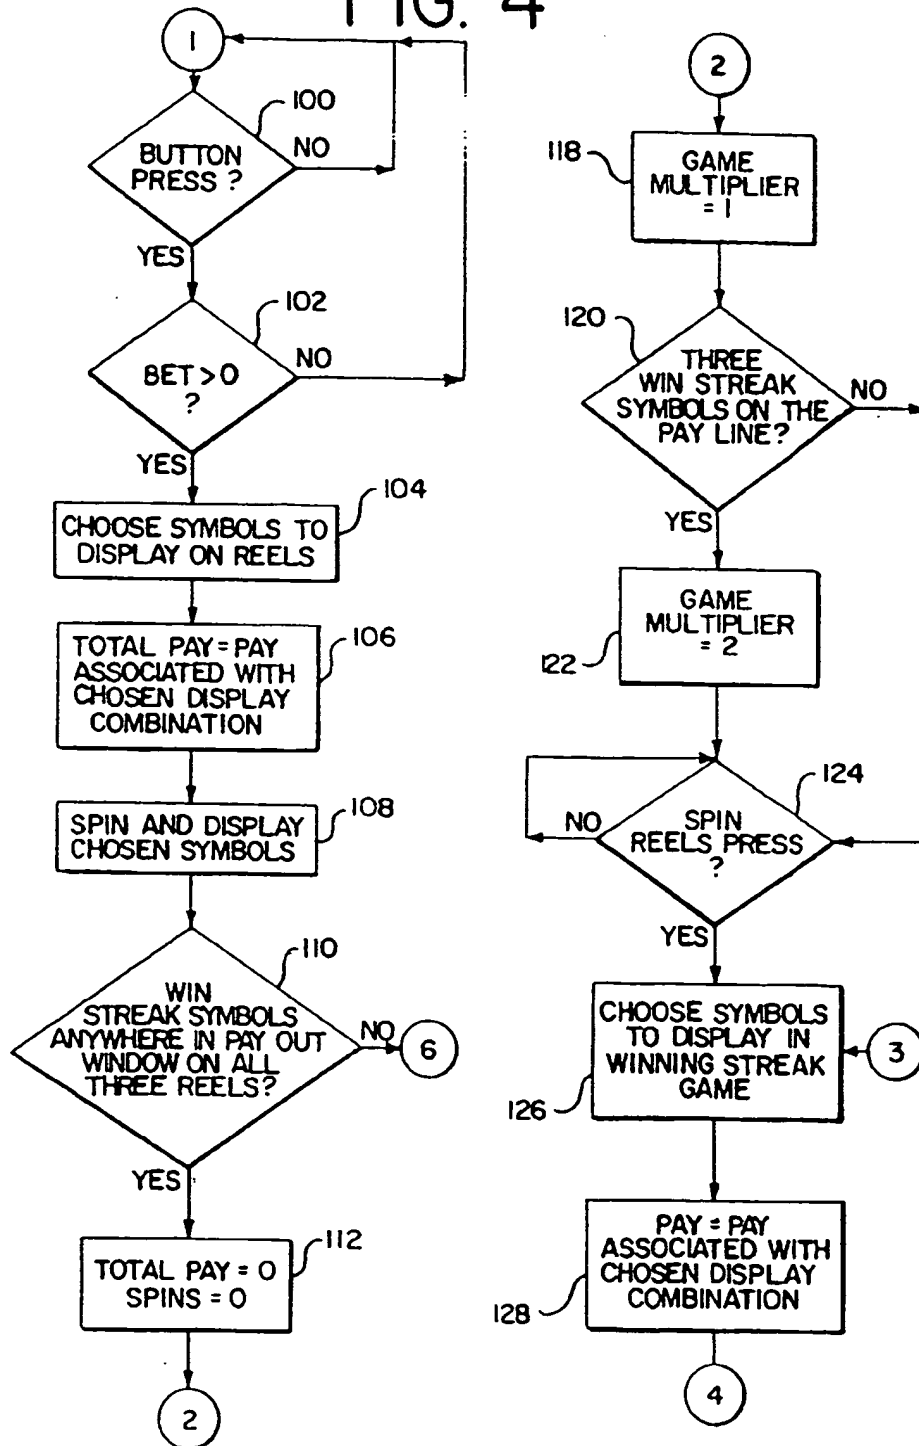 FIG. 4
1
100
BUTTON
PRESS ?
NO
YES
102
BET > 0
?
NO
YES
104
CHOOSE SYMBOLS TO
DISPLAY ON REELS
106
TOTAL PAY = PAY
ASSOCIATED WITH
CHOSEN DISPLAY
COMBINATION
108
SPIN AND DISPLAY
CHOSEN SYMBOLS
110
WIN
STREAK SYMBOLS
ANYWHERE IN PAY OUT
WINDOW ON ALL
THREE REELS?
NO
6
YES
112
TOTAL PAY = 0
SPINS = 0
2
2
118
GAME
MULTIPLIER
= 1
120
THREE
WIN STREAK
SYMBOLS ON THE
PAY LINE?
NO
YES
GAME
MULTIPLIER
= 2
122
124
SPIN
REELS PRESS
?
NO
YES
CHOOSE SYMBOLS
TO DISPLAY IN
WINNING STREAK
GAME
3
126
PAY = PAY
ASSOCIATED WITH
CHOSEN DISPLAY
COMBINATION
128
4